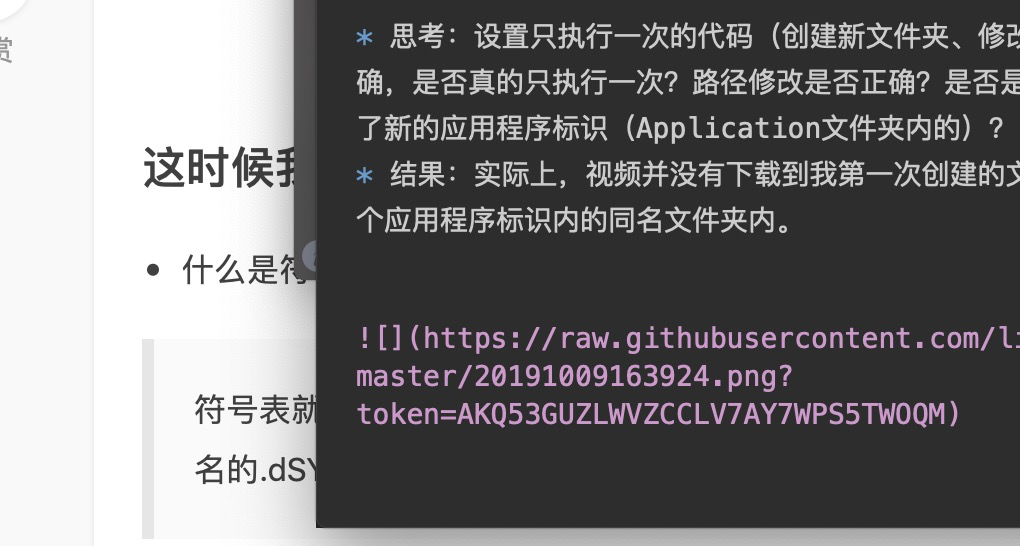 赏
这时候我
什么是符
符号表就
名的.dSY
* 思考：设置只执行一次的代码（创建新文件夹、修改
确，是否真的只执行一次？路径修改是否正确？是否是
了新的应用程序标识（Application文件夹内的）？
* 结果：实际上，视频并没有下载到我第一次创建的文
个应用程序标识内的同名文件夹内。
![](https://raw.githubusercontent.com/li
master/20191009163924.png?
token=AKQ53GUZLWVZCCLV7AY7WPS5TWOQM)